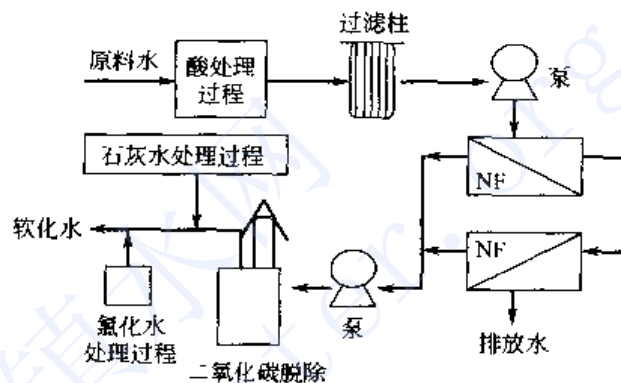 原料水
酸处理
过程
过滤柱
泵
石灰水处理过程
NF
软化水
NF
氯化水
处理过程
二氧化碳脱除
泵
排放水